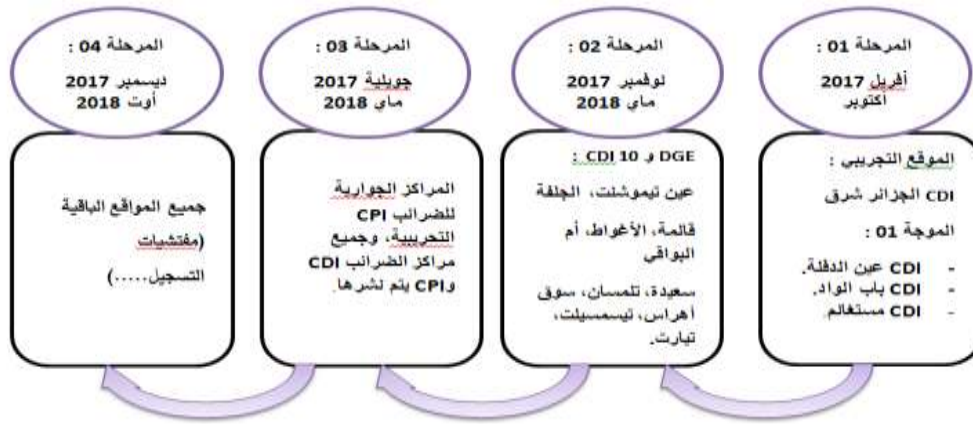 المرحلة 01 :
أفريل 2017
اكتوبر
الموقع التجريبي :
CDI الجزائر شرق
الموجة 01 :
- CDI عين الدفلة.
- CDI باب الواد.
- CDI مستغالم.
المرحلة 02 :
نوفمبر 2017
ماي 2018
DGE و 10 CDI :
عين تيموشنت، الجلفة
قالمة، الأغواط، أم
البواقي
سعيدة، تلمسان، سوق
أهراس، تيسمسيلت،
تيارت.
المرحلة 03 :
جويلية 2017
ماي 2018
المراكز الجوارية
للضرائب CPI
التجريبية، وجميع
مراكز الضرائب CDI
وCPI يتم نشرها.
المرحلة 04 :
ديسمبر 2017
أوت 2018
جميع المواقع الباقية
(مفتشيات
التسجيل.....)